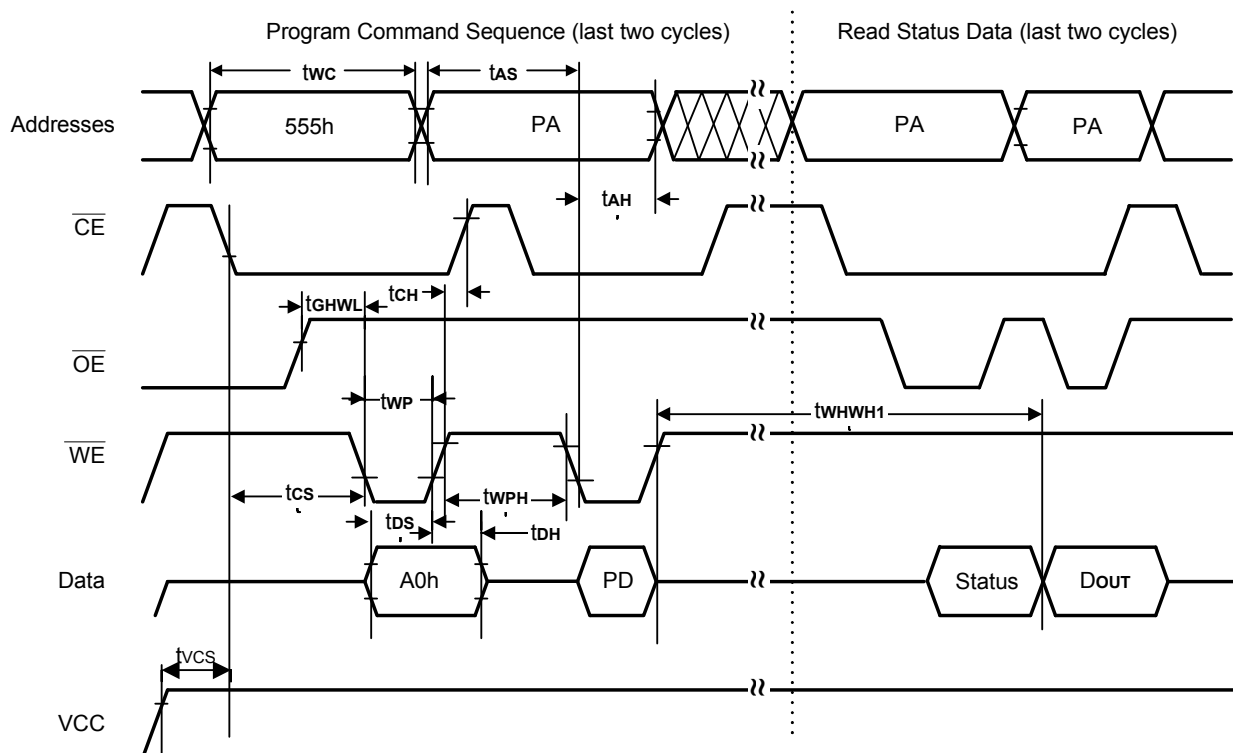 Program Command Sequence (last two cycles)
Read Status Data (last two cycles)
tWC
tAS
Addresses
555h
PA
PA
PA
tAH
CE
tGHWL
tCH
OE
tWP
tWHWH1
WE
tCS
tWPH
tDS
tDH
Data
A0h
PD
Status
DOUT
tVCS
VCC